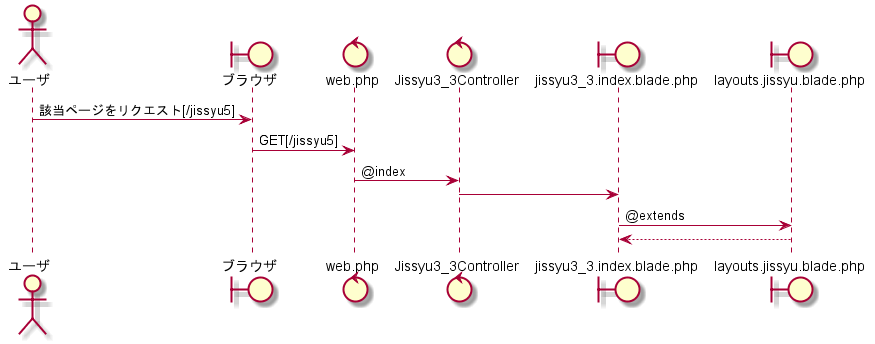 ユーザ ブラウザ web.php Jissyu3_3Controller jissyu3_3.index.blade.php layouts.jissyu.blade.php
該当ページをリクエスト[/jissyu5]
GET[/jissyu5]
@index
@extends
ユーザ ブラウザ web.php Jissyu3_3Controller jissyu3_3.index.blade.php layouts.jissyu.blade.php